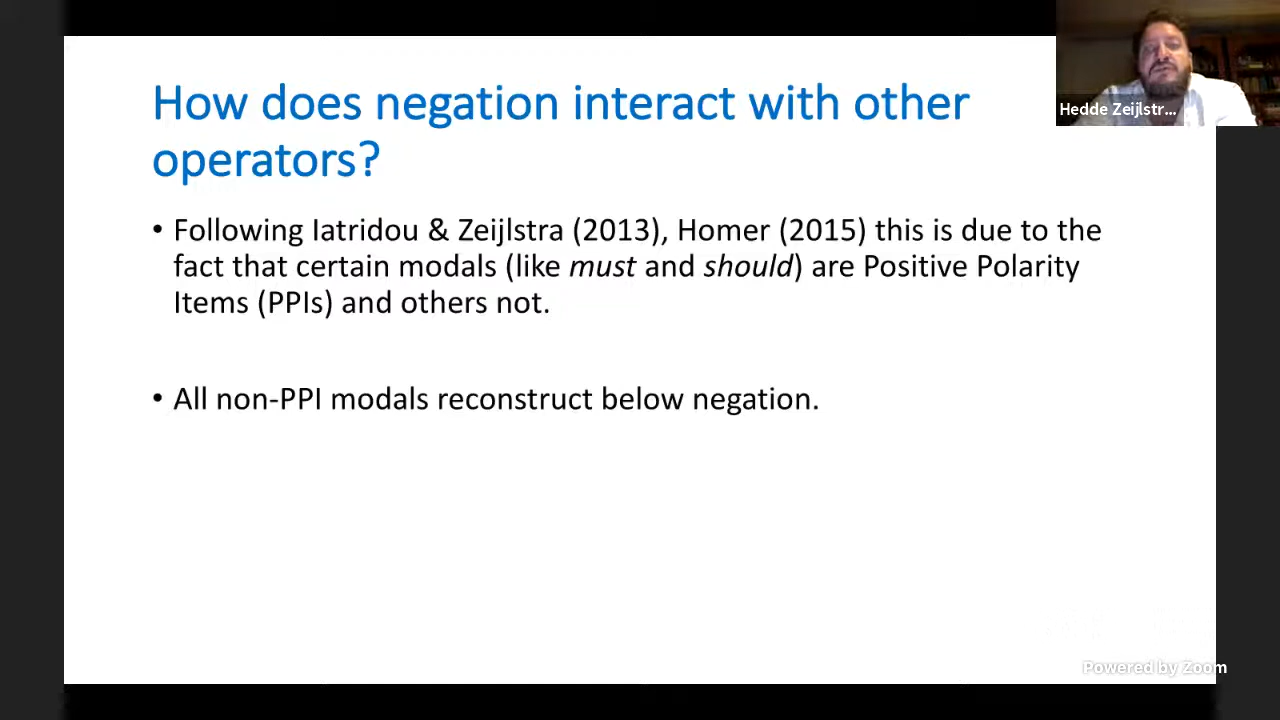 How does negation interact with other
operators?
• Following Iatridou & Zeijlstra (2013), Homer (2015) this is due to the
fact that certain modals (like must and should) are Positive Polarity
Items (PPIs) and others not.
• All non-PPI modals reconstruct below negation.
Hedde Zeijlstr...
Powered by Zoom